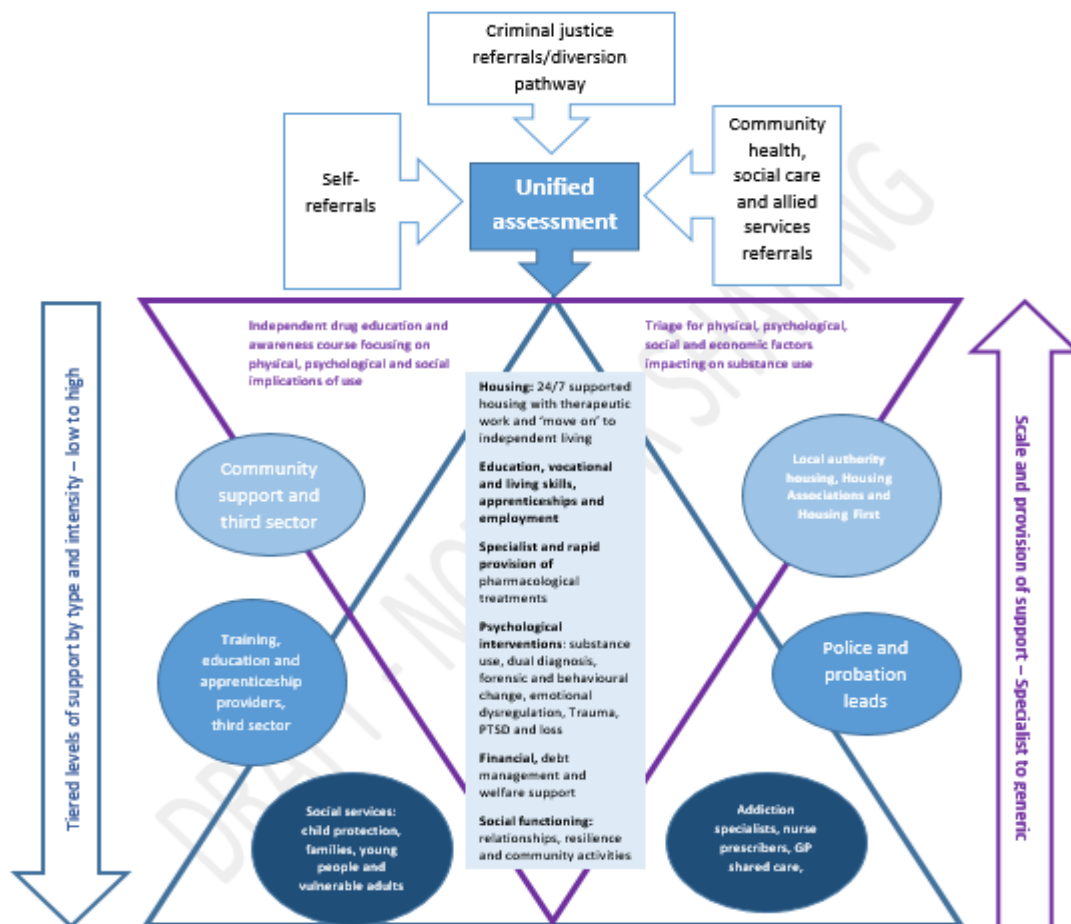 Criminal justice
referrals/diversion
pathway
Self-
referrals
Unified
assessment
Community
health,
social care
and allied
services
referrals
Tiered levels of support by type and intensity – low to high
Independent drug education and
awareness course focusing on
physical, psychological and social
implications of use
Triage for physical, psychological,
social and economic factors
impacting on substance use
Scale and provision of support – Specialist to generic
Housing: 24/7 supported
housing with therapeutic
work and ‘move on’ to
independent living
Education, vocational
and living skills,
apprenticeships and
employment
Specialist and rapid
provision of
pharmacological
treatments
Psychological
interventions: substance
use, dual diagnosis,
forensic and behavioural
change, emotional
dysregulation, Trauma,
PTSD and loss
Financial, debt
management and
welfare support
Social functioning:
relationships, resilience
and community activities
Community
support and
third sector
Local authority
housing, Housing
Associations and
Housing First
Training,
education and
apprenticeship
providers,
third sector
Police and
probation
leads
Social services:
child protection,
families, young
people and
vulnerable adults
Addiction
specialists, nurse
prescribers, GP
shared care,
DRAFT - NOT SHARING